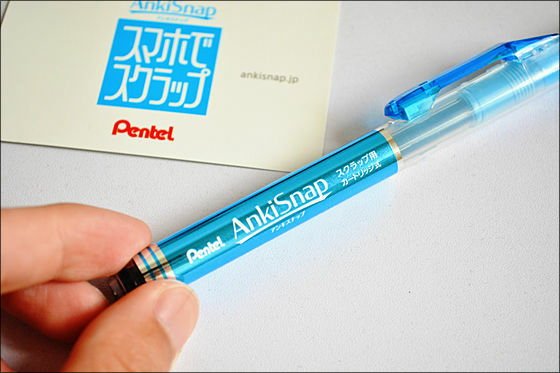 AnkiSnap
アンキスナップ
スマホで
スクラップ
ankisnap.jp
Pentel
Pentel
AnkiSnap
アンキスナップ
スクラップ用
カートリッジ式